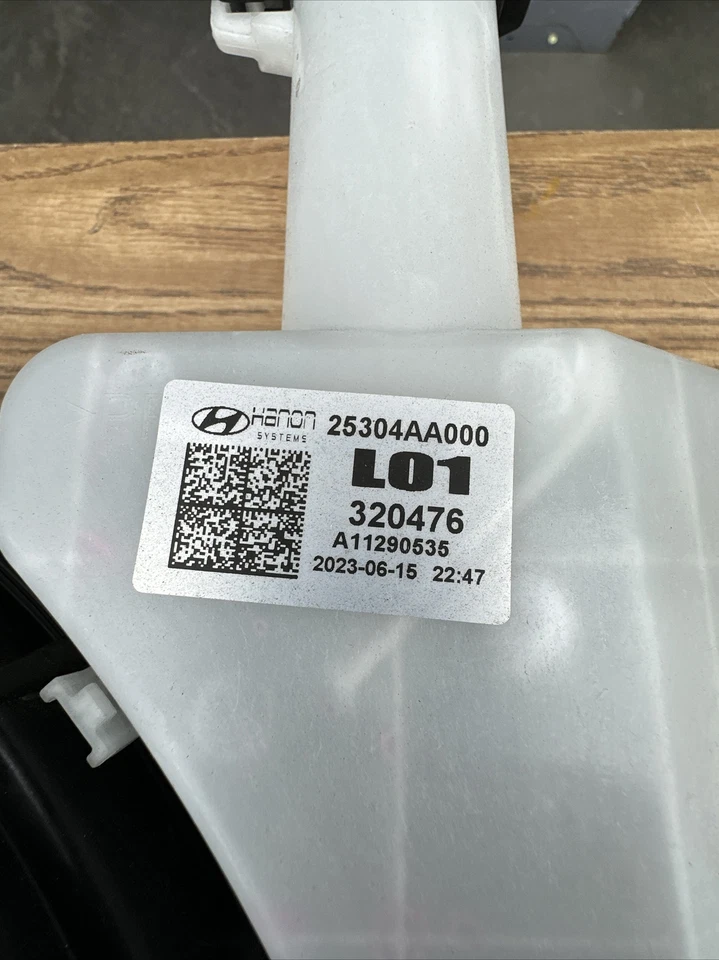 Hanon 25304AA000
SYSTEMS
L01
320476
A11290535
2023-06-15 22:47